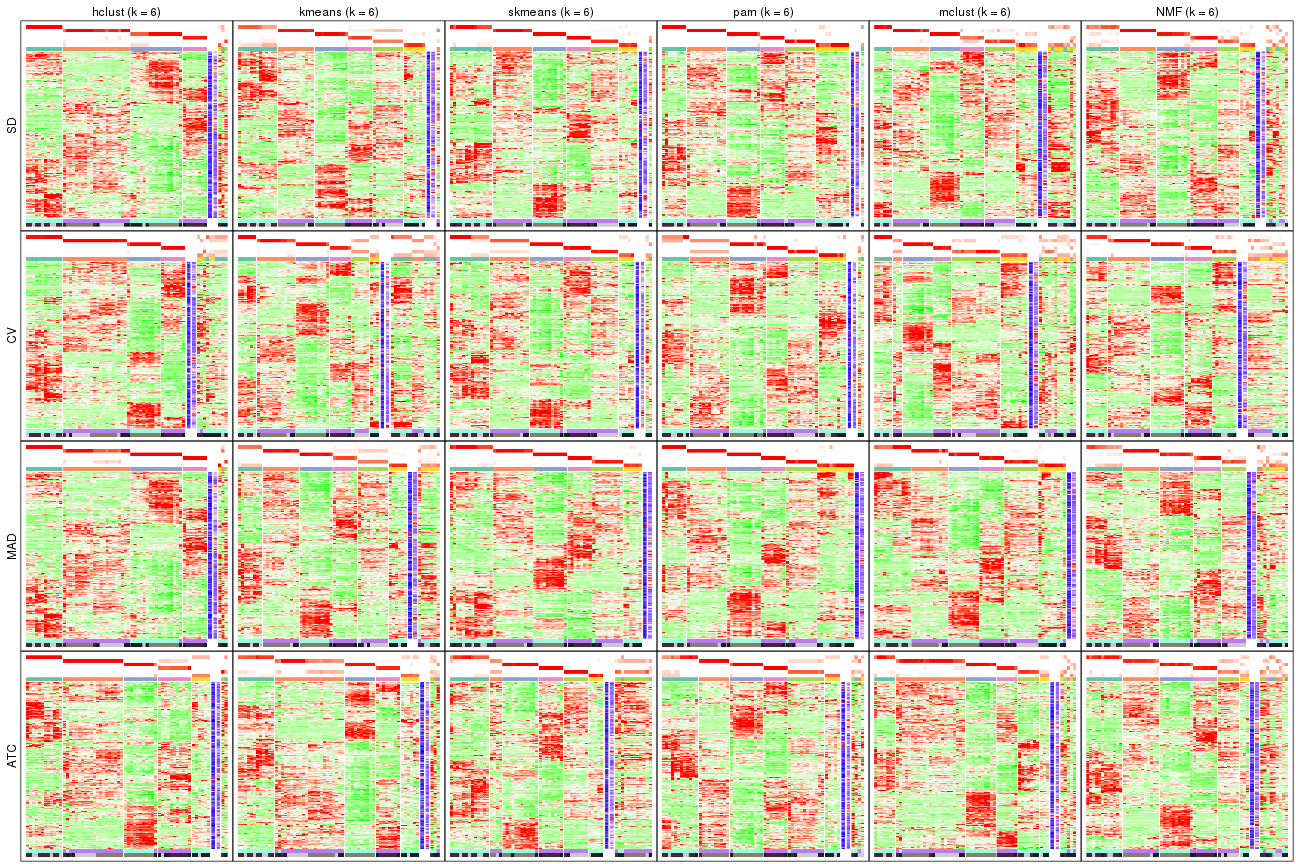 hclust (k = 6) kmeans (k = 6) skmeans (k = 6) pam (k = 6) mclust (k = 6) NMF (k = 6)
SD
CV
MAD
ATC